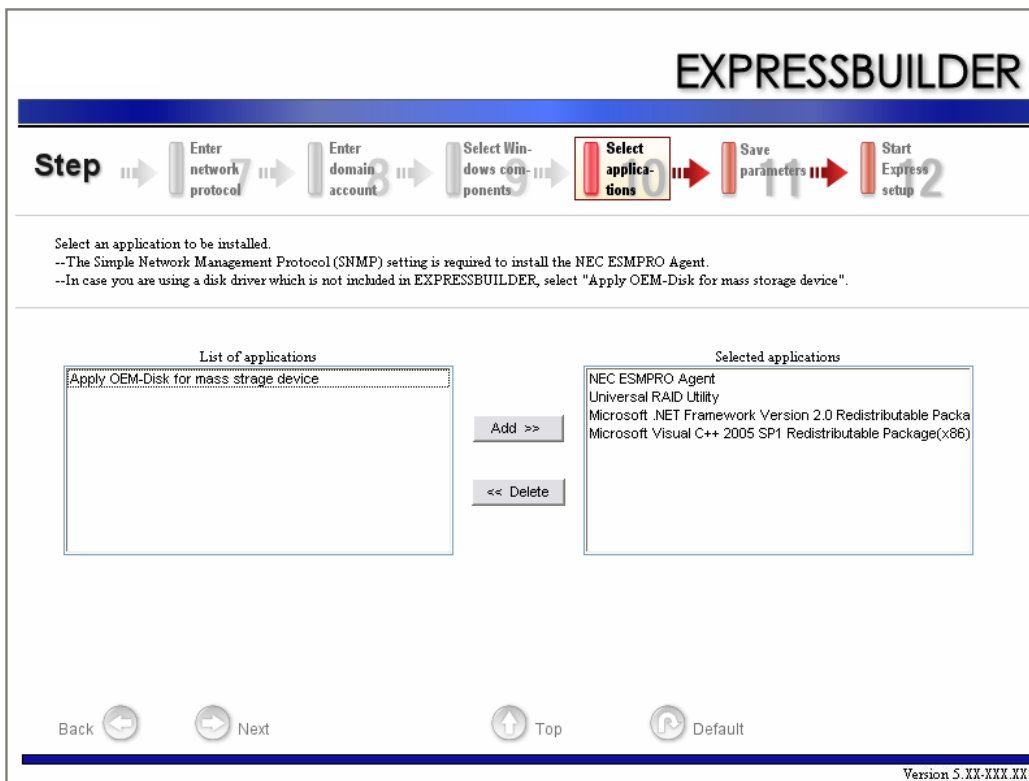 EXPRESSBUILDER
Step
Enter
network
protocol
7
Enter
domain
account
8
Select Win-
dows com-
ponents
9
Select
applica-
tions
10
Save
parameters
11
Start
Express
setup
12
Select an application to be installed.
--The Simple Network Management Protocol (SNMP) setting is required to install the NEC ESMPRO Agent.
--In case you are using a disk driver which is not included in EXPRESSBUILDER, select "Apply OEM-Disk for mass storage device".
List of applications
Apply OEM-Disk for mass strage device
Add >>
<< Delete
Selected applications
NEC ESMPRO Agent
Universal RAID Utility
Microsoft .NET Framework Version 2.0 Redistributable Packa
Microsoft Visual C++ 2005 SP1 Redistributable Package(x86)
Back
Next
Top
Default
Version 5.XX-XXX.XX